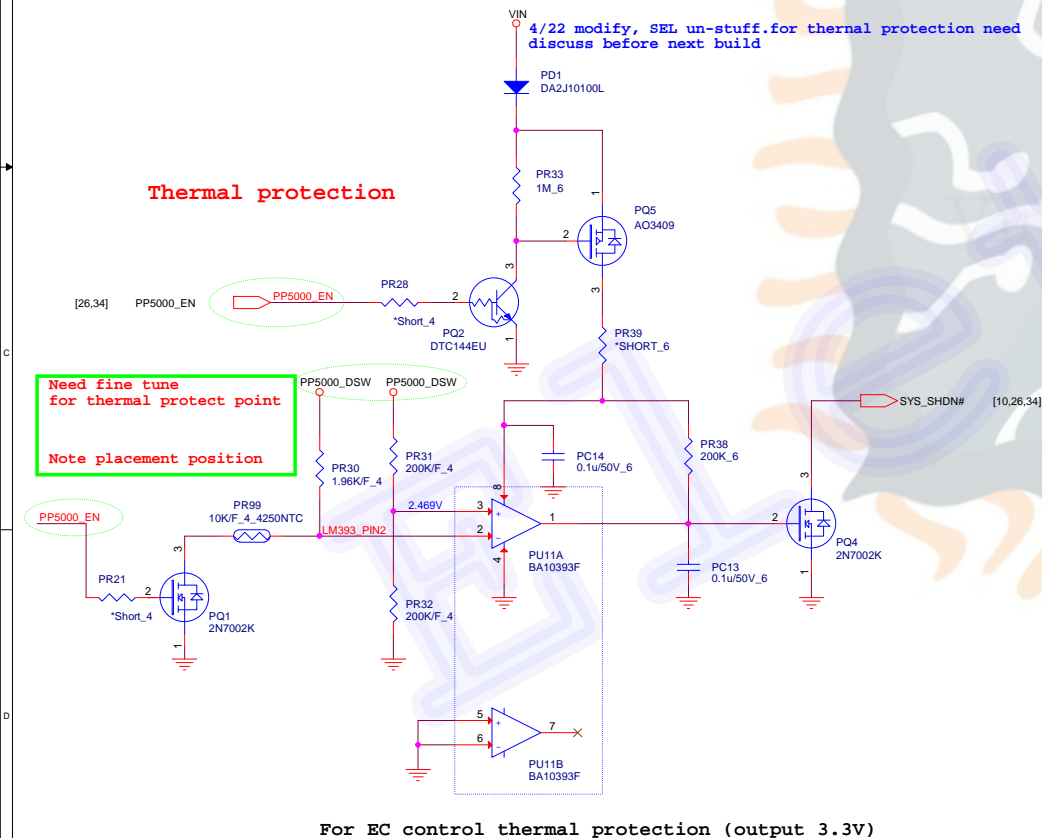 VIN
4/22 modify, SEL un-stuff.for thernal protection need
discuss before next build
PD1
DA2J10100L
Thermal protection
PR33
1M_6
1
PQ5
AO3409
2
3
3
[26,34]
PP5000_EN
PP5000_EN
PR28
*Short_4
2
PQ2
DTC144EU
1
PR39
*SHORT_6
C
Need fine tune
for thermal protect point
Note placement position
PP5000_DSW
PP5000_DSW
SYS_SHDN#
[10,26,34]
PR30
1.96K/F_4
PR31
200K/F_4
PC14
0.1u/50V_6
PR38
200K_6
8
3
PP5000_EN
PR99
10K/F_4_4250NTC
2.469V
3
+
LM393_PIN2
2
-
1
2
4
PU11A
BA10393F
PQ4
2N7002K
1
PC13
0.1u/50V_6
3
PR21
*Short_4
2
PQ1
2N7002K
1
PR32
200K/F_4
D
5
+
6
-
7
PU11B
BA10393F
For EC control thermal protection (output 3.3V)